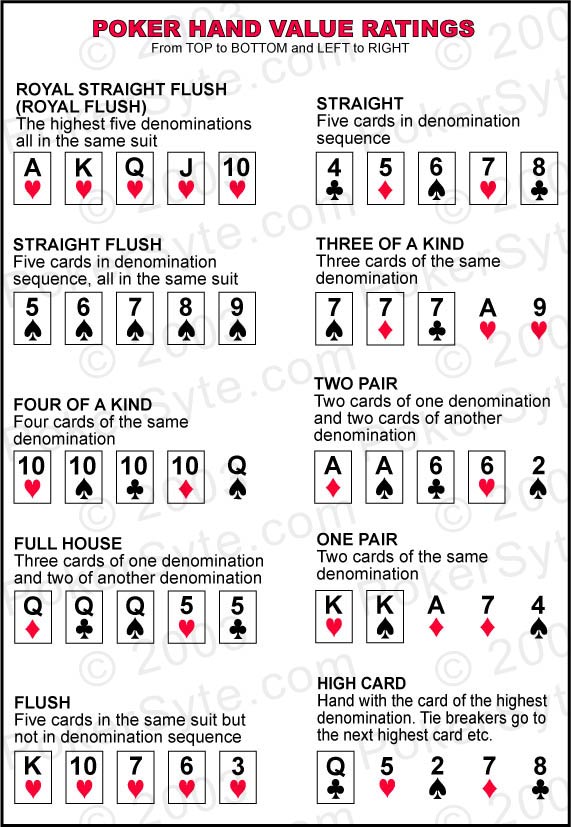 POKER HAND VALUE RATINGS
From TOP to BOTTOM and LEFT to RIGHT
ROYAL STRAIGHT FLUSH
(ROYAL FLUSH)
The highest five denominations
all in the same suit
A K Q J 10
STRAIGHT FLUSH
Five cards in denomination
sequence, all in the same suit
5 6 7 8 9
FOUR OF A KIND
Four cards of the same
denomination
10 10 10 10 Q
FULL HOUSE
Three cards of one denomination
and two of another denomination
Q Q Q 5 5
FLUSH
Five cards in the same suit but
not in denomination sequence
K 10 7 6 3
STRAIGHT
Five cards in denomination
sequence
4 5 6 7 8
THREE OF A KIND
Three cards of the same
denomination
7 7 7 A 9
TWO PAIR
Two cards of one denomination
and two cards of another
denomination
A A 6 6 2
ONE PAIR
Two cards of the same
denomination
K K A 7 4
HIGH CARD
Hand with the card of the highest
denomination. Tie breakers go to
the next highest card etc.
Q 5 2 7 8
© 2003
PokerSyte.com